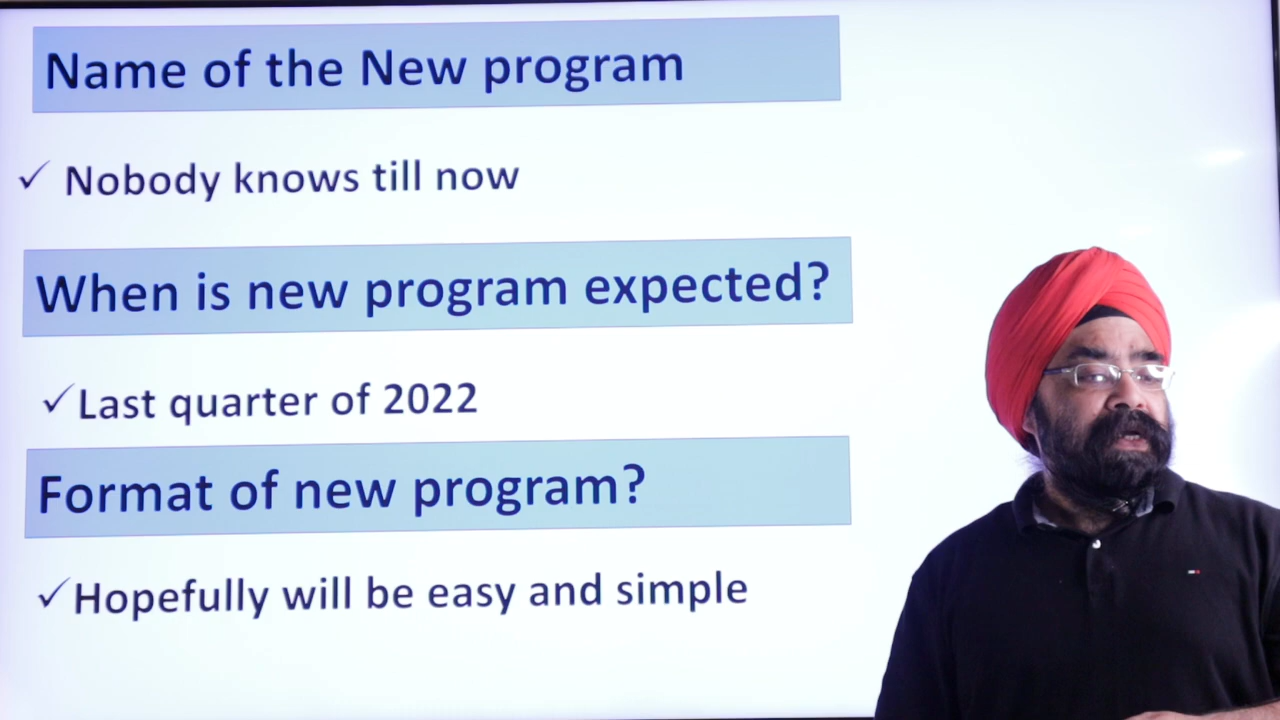 Name of the New program
✓ Nobody knows till now
When is new program expected?
✓Last quarter of 2022
Format of new program?
✓Hopefully will be easy and simple